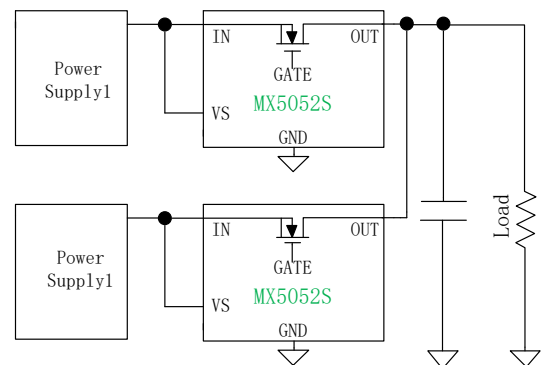 IN
OUT
Power
Supply1
GATE
MX5052S
VS
GND
IN
OUT
Power
Supply1
GATE
MX5052S
VS
GND
Load